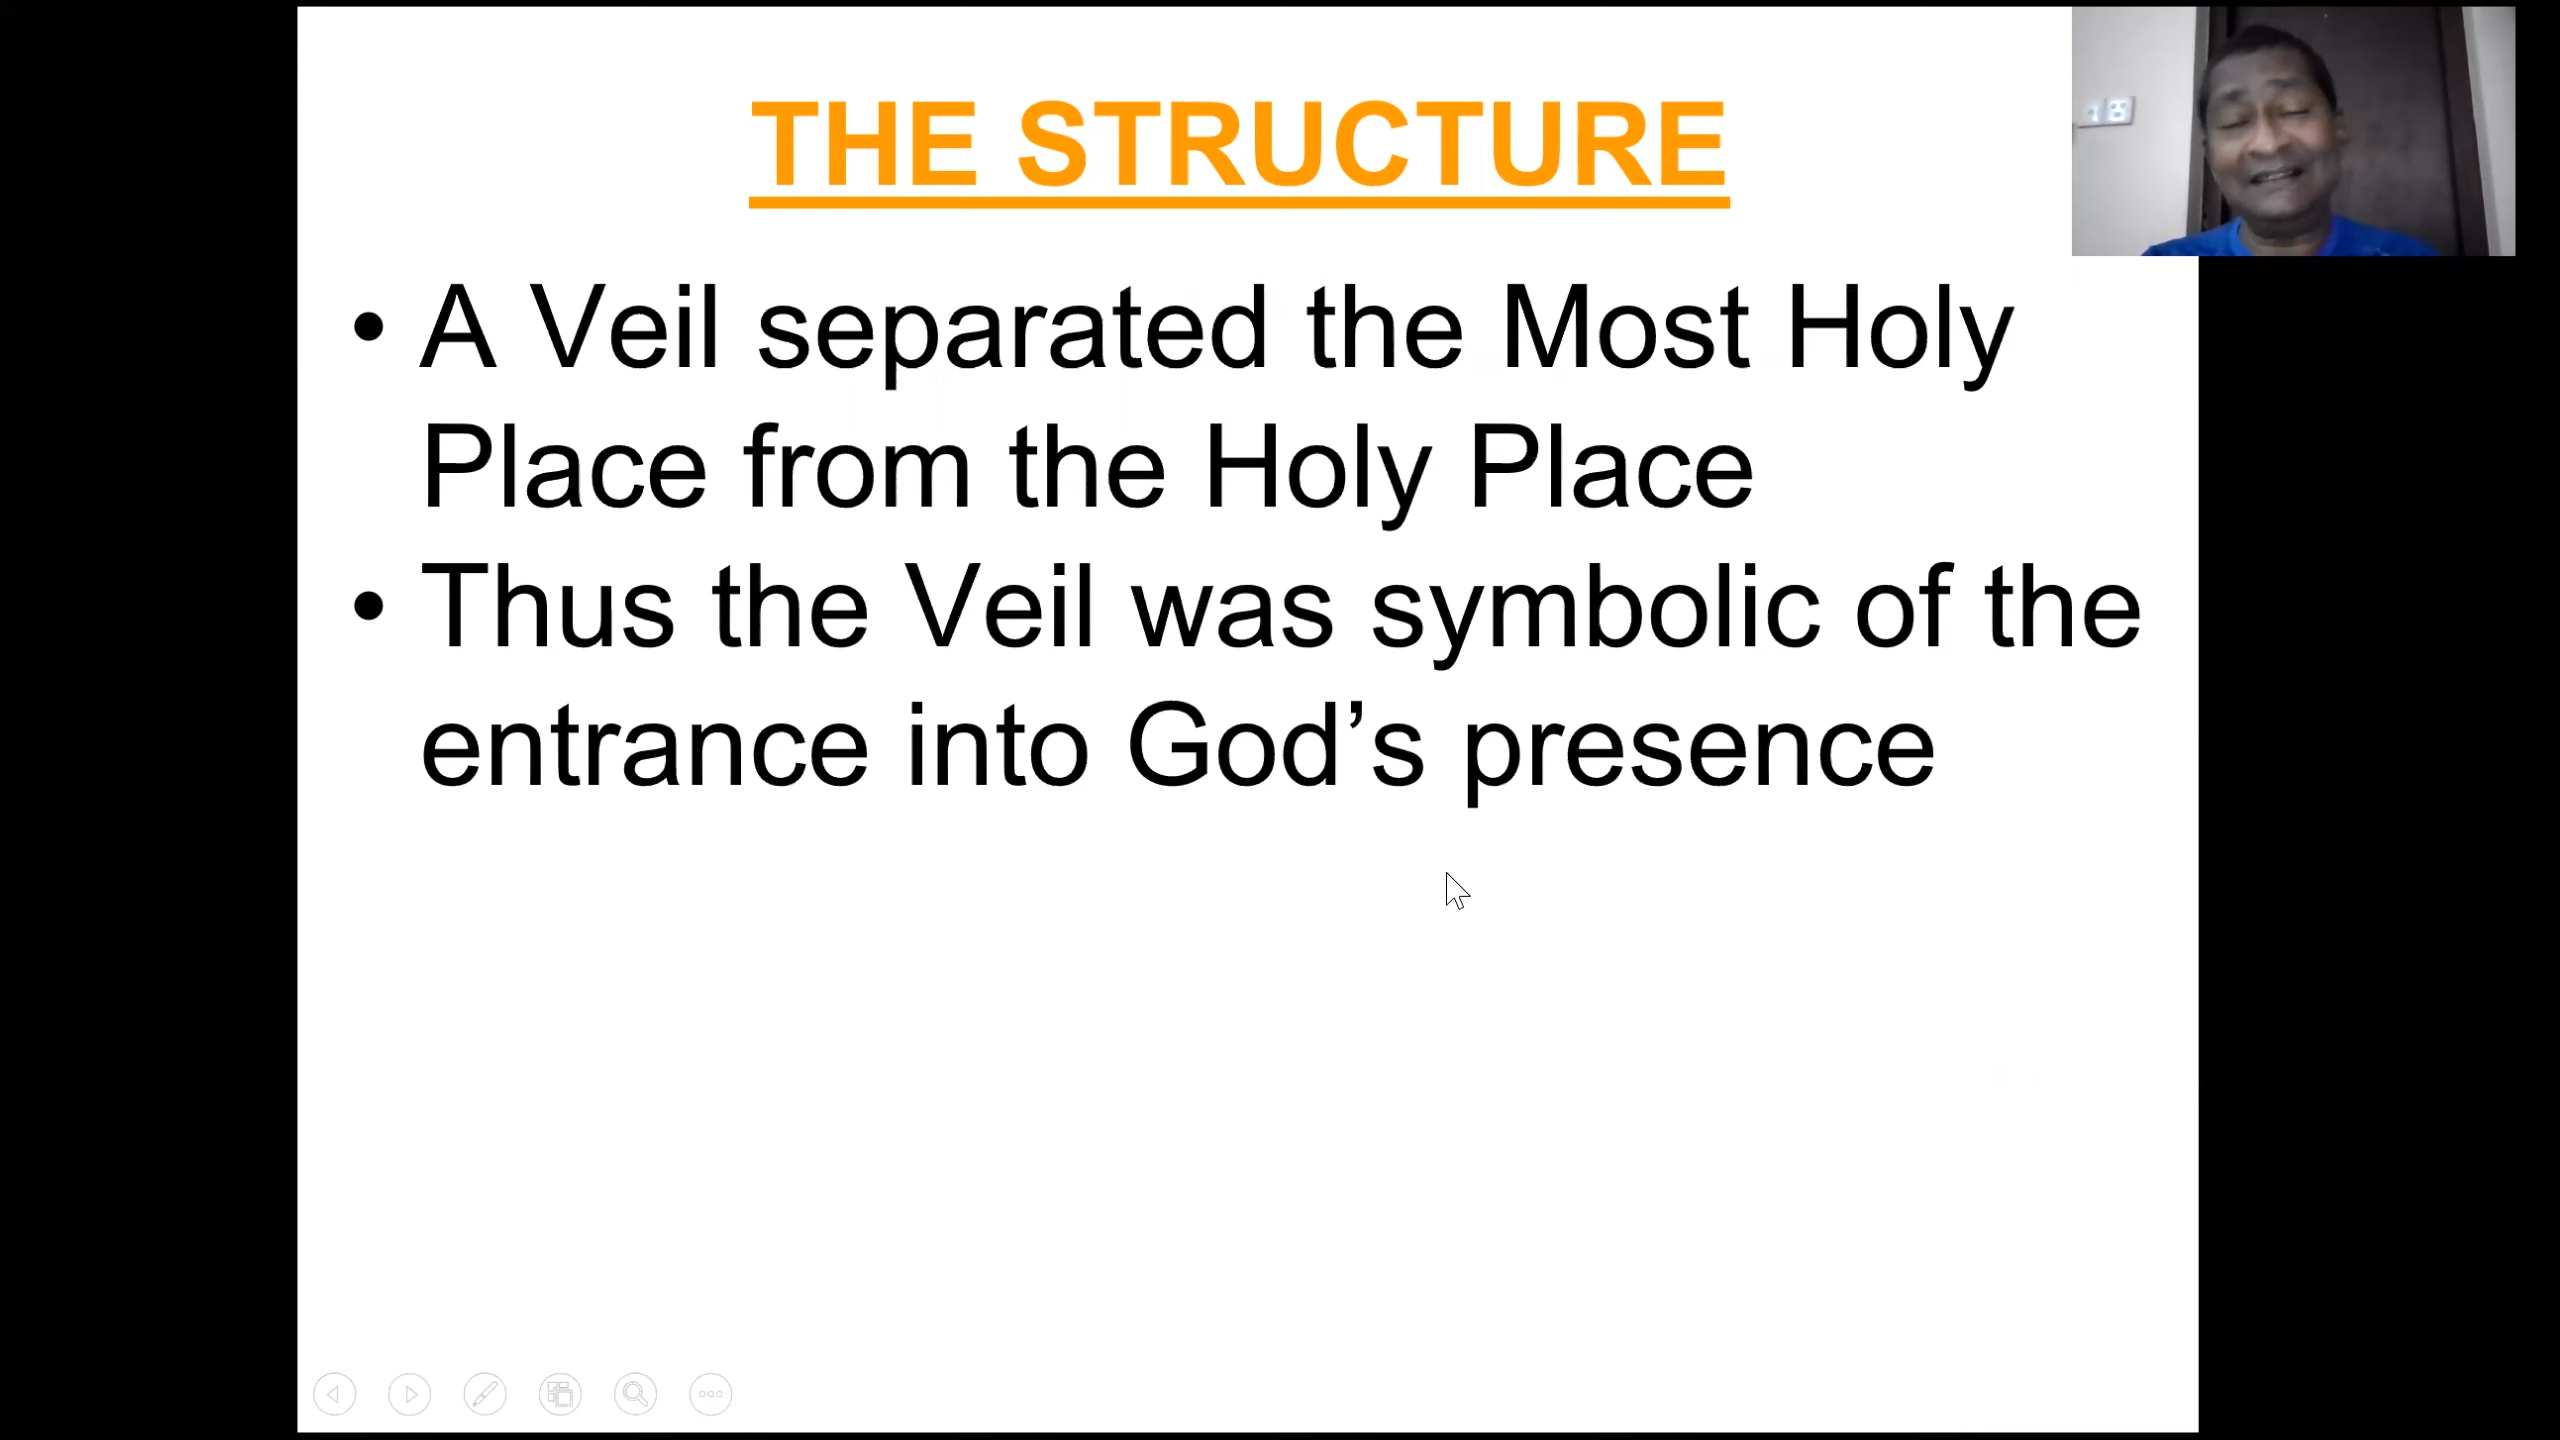 THE STRUCTURE
• A Veil separated the Most Holy
Place from the Holy Place
• Thus the Veil was symbolic of the
entrance into God’s presence